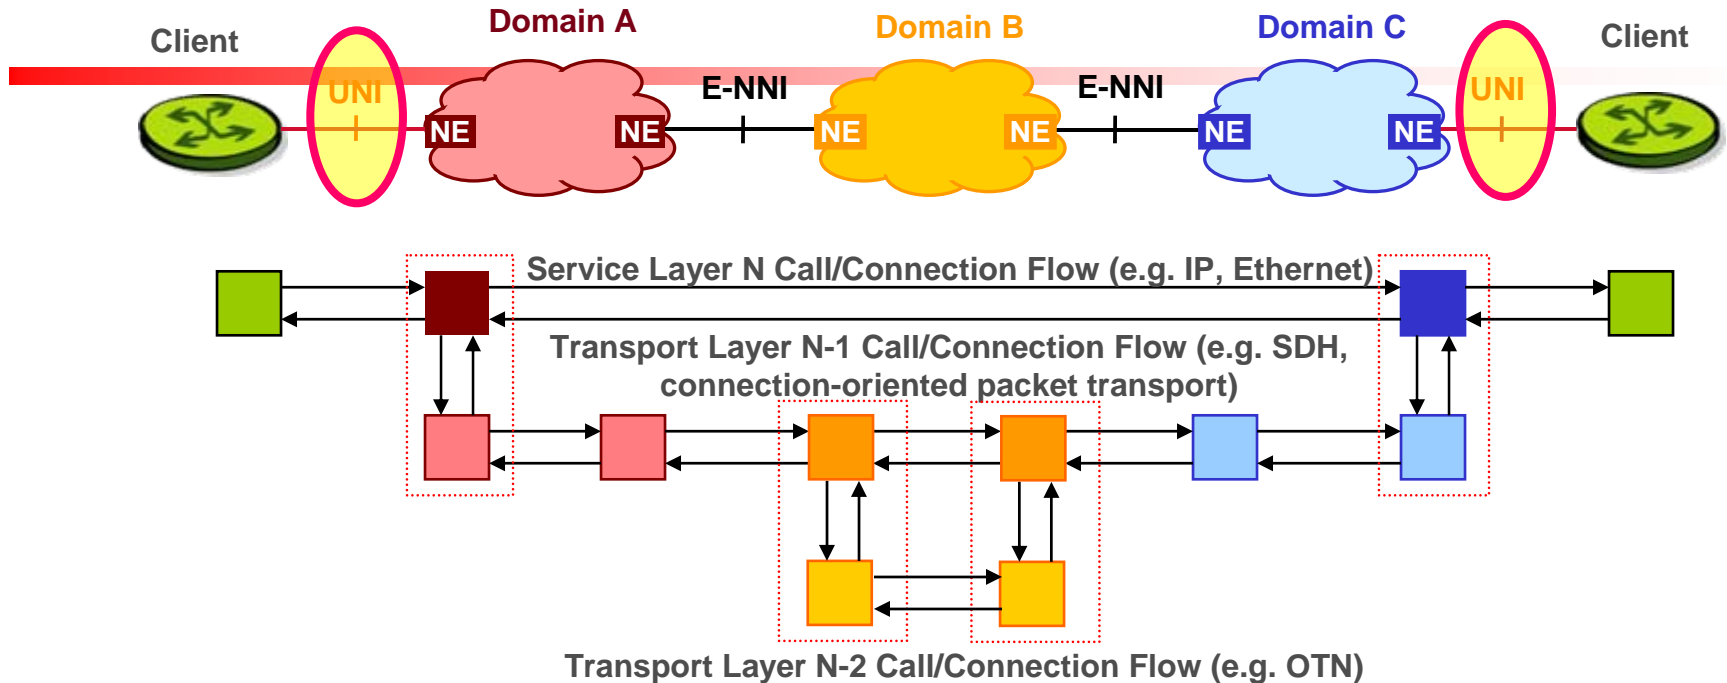 Domain A
Domain B
Domain C
Client
Client
UNI
E-NNI
E-NNI
UNI
NE
NE
NE
NE
NE
NE
Service Layer N Call/Connection Flow (e.g. IP, Ethernet)
Transport Layer N-1 Call/Connection Flow (e.g. SDH,
connection-oriented packet transport)
Transport Layer N-2 Call/Connection Flow (e.g. OTN)